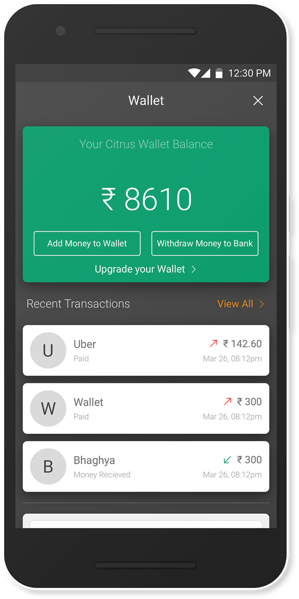 12:30 PM
Wallet
Your Citrus Wallet Balance
₹ 8610
Add Money to Wallet
Withdraw Money to Bank
Upgrade your Wallet
Recent Transactions
View All
U
Uber
₹ 142.60
Paid
Mar 26, 08:12pm
W
Wallet
₹ 300
Paid
Mar 26, 08:12pm
B
Bhaghya
₹ 300
Money Recieved
Mar 26, 08:12pm